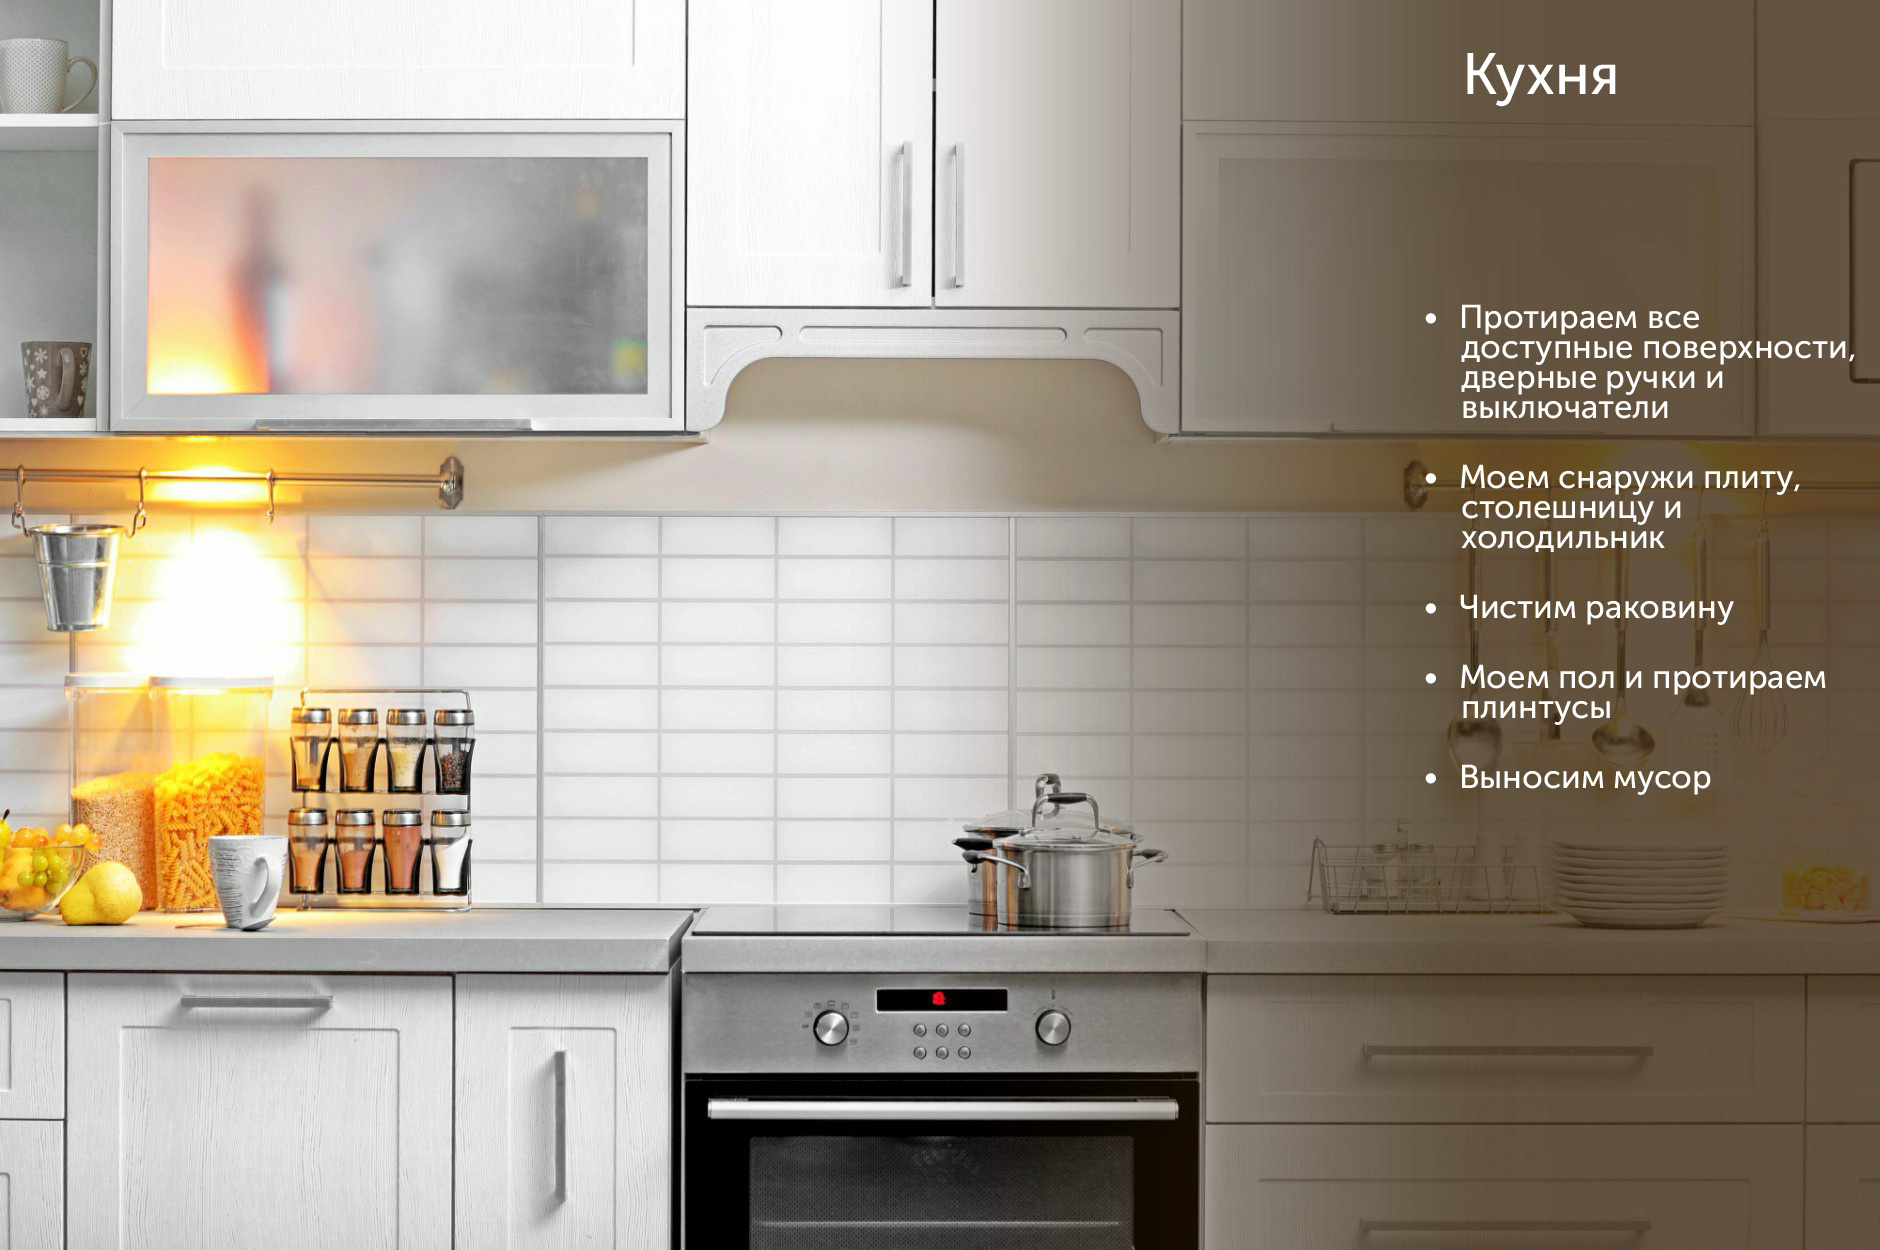 Кухня
• Протираем все
доступные поверхности,
дверные ручки и
выключатели
• Моем снаружи плиту,
столешницу и
холодильник
• Чистим раковину
• Моем пол и протираем
плинтусы
• Выносим мусор